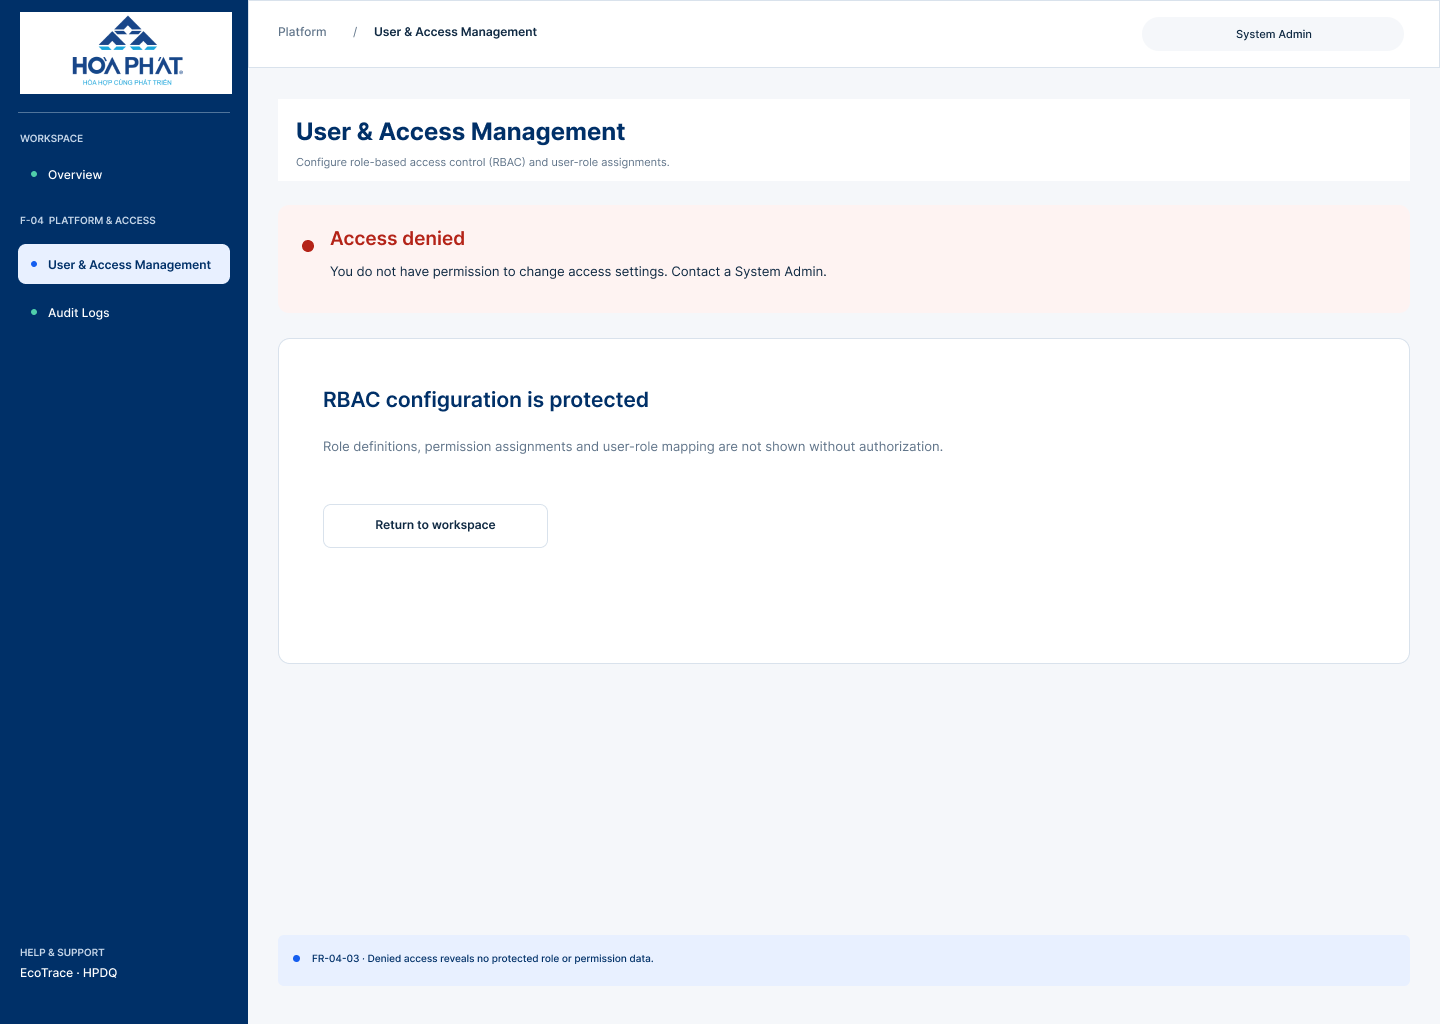 HÒA PHÁT
HÒA HỢP CÙNG PHÁT TRIỂN
WORKSPACE
Overview
F-04 PLATFORM & ACCESS
User & Access Management
Audit Logs
HELP & SUPPORT
EcoTrace · HPDQ
Platform / User & Access Management
System Admin
User & Access Management
Configure role-based access control (RBAC) and user-role assignments.
Access denied
You do not have permission to change access settings. Contact a System Admin.
RBAC configuration is protected
Role definitions, permission assignments and user-role mapping are not shown without authorization.
Return to workspace
FR-04-03 · Denied access reveals no protected role or permission data.